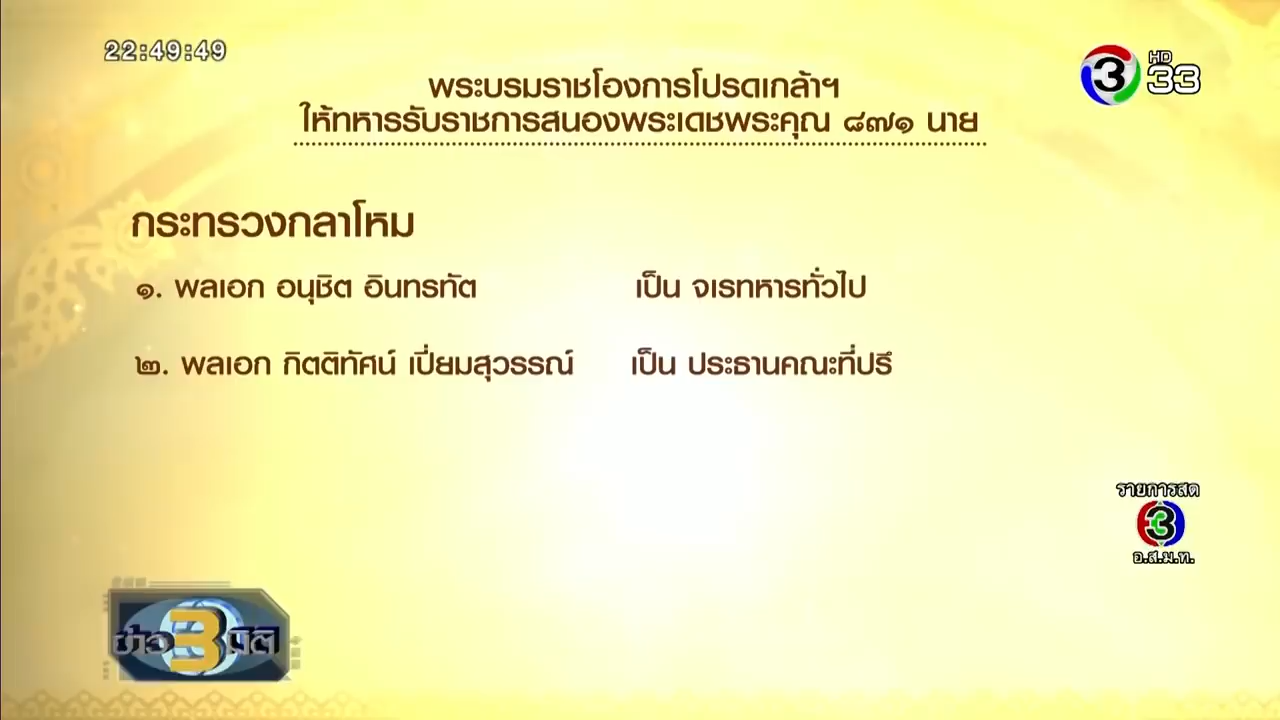 22:49:49
3 HD 33
พระบรมราชโองการโปรดเกล้าฯ
ให้ทหารรับราชการสนองพระเดชพระคุณ ๘๗๑ นาย
กระทรวงกลาโหม
๑. พลเอก อนุชิต อินทรทัต เป็น จเรทหารทั่วไป
๒. พลเอก กิตติทัศน์ เปี่ยมสุวรรณ์ เป็น ประธานคณะที่ปรึ
รายการสด
3
อ.ส.ม.ท.
ข่าว 3 มิติ